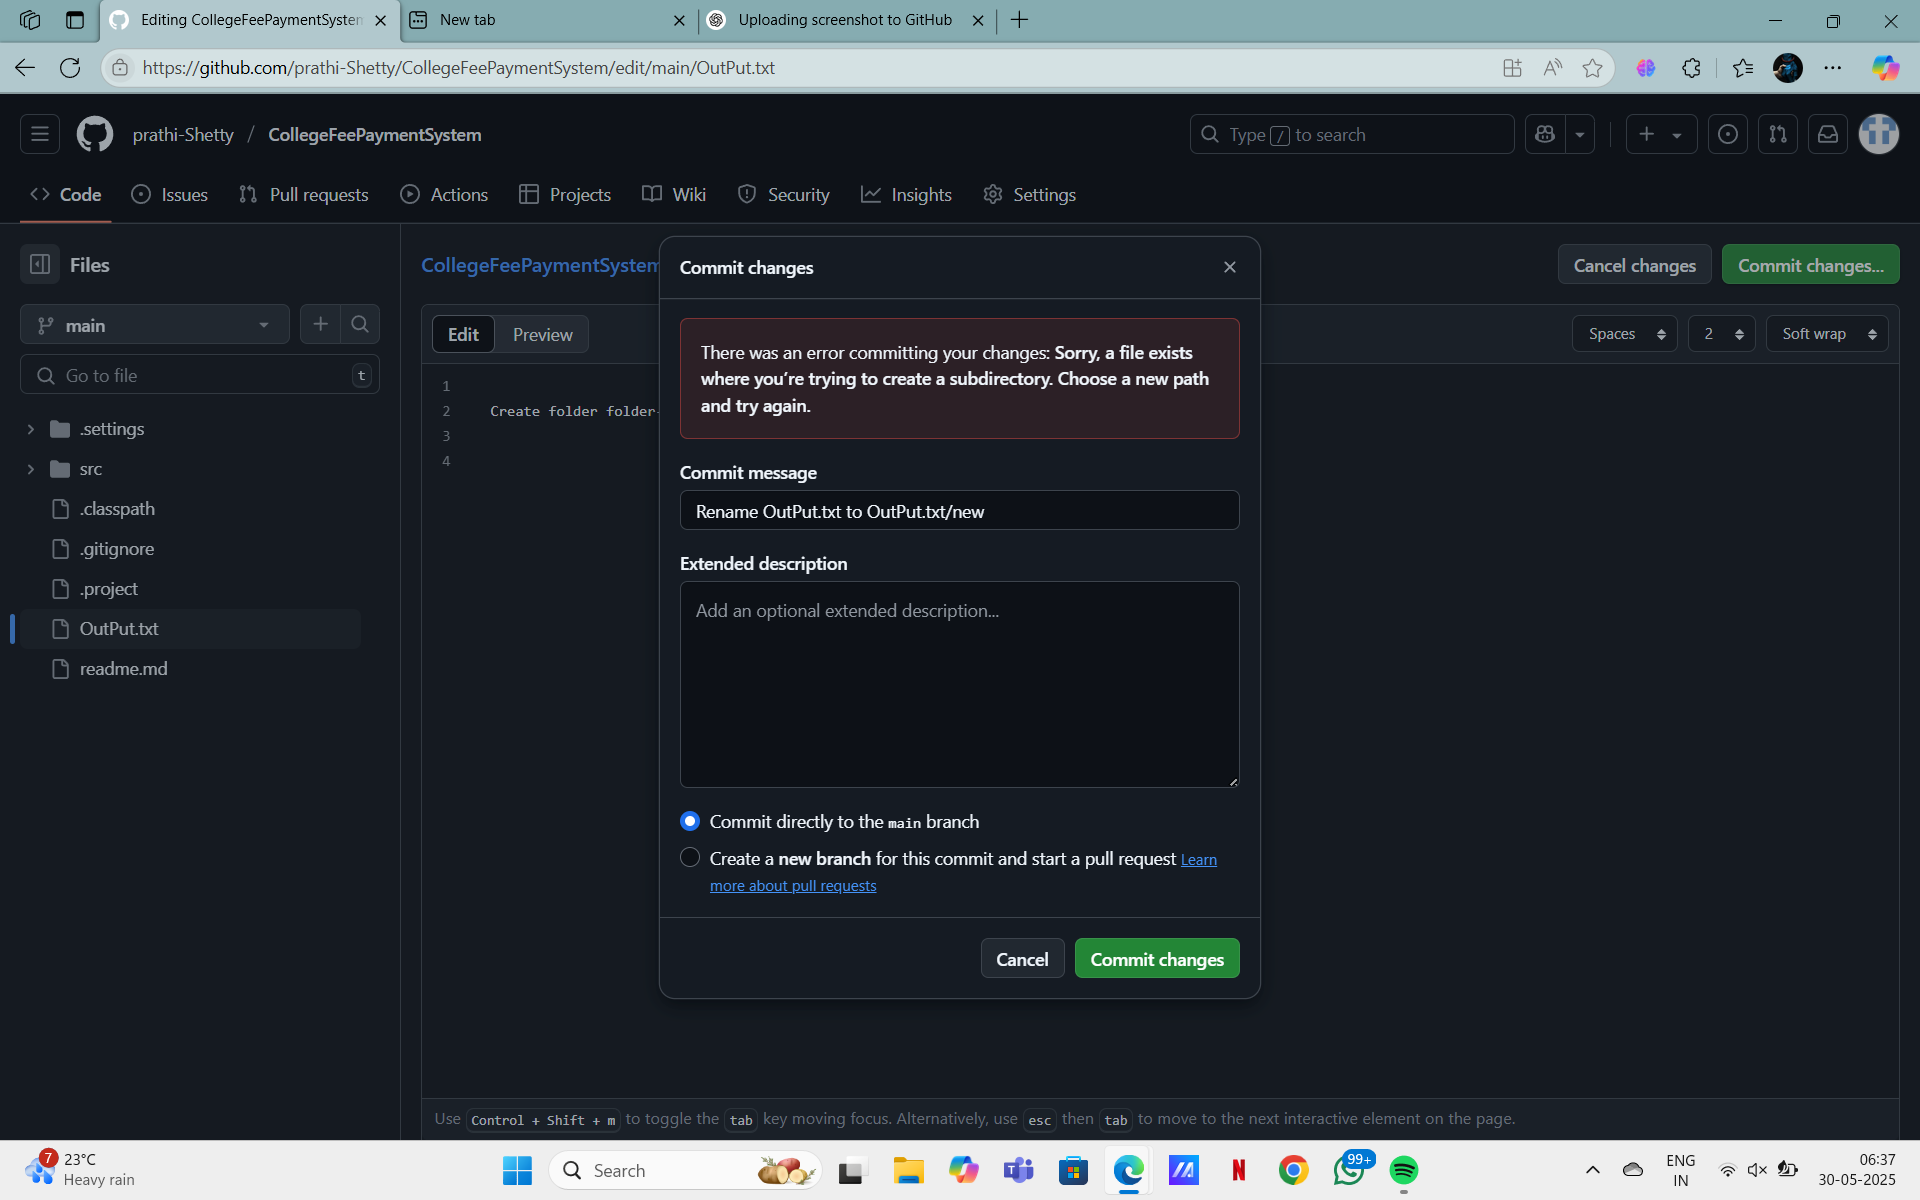 Editing CollegeFeePaymentSystem
New tab
Uploading screenshot to GitHub
https://github.com/prathi-Shetty/CollegeFeePaymentSystem/edit/main/OutPut.txt
prathi-Shetty / CollegeFeePaymentSystem
Type / to search
Code
Issues
Pull requests
Actions
Projects
Wiki
Security
Insights
Settings
Files
main
Go to file
t
.settings
src
.classpath
.gitignore
.project
OutPut.txt
readme.md
CollegeFeePaymentSystem
Cancel changes
Commit changes...
Edit
Preview
Spaces
2
Soft wrap
1
2 Create folder folder-
3
4
Commit changes
There was an error committing your changes: Sorry, a file exists
where you're trying to create a subdirectory. Choose a new path
and try again.
Commit message
Rename OutPut.txt to OutPut.txt/new
Extended description
Add an optional extended description...
Commit directly to the main branch
Create a new branch for this commit and start a pull request Learn
more about pull requests
Cancel
Commit changes
Use Control + Shift + m to toggle the tab key moving focus. Alternatively, use esc then tab to move to the next interactive element on the page.
7
23°C
Heavy rain
Search
99+
ENG
IN
06:37
30-05-2025